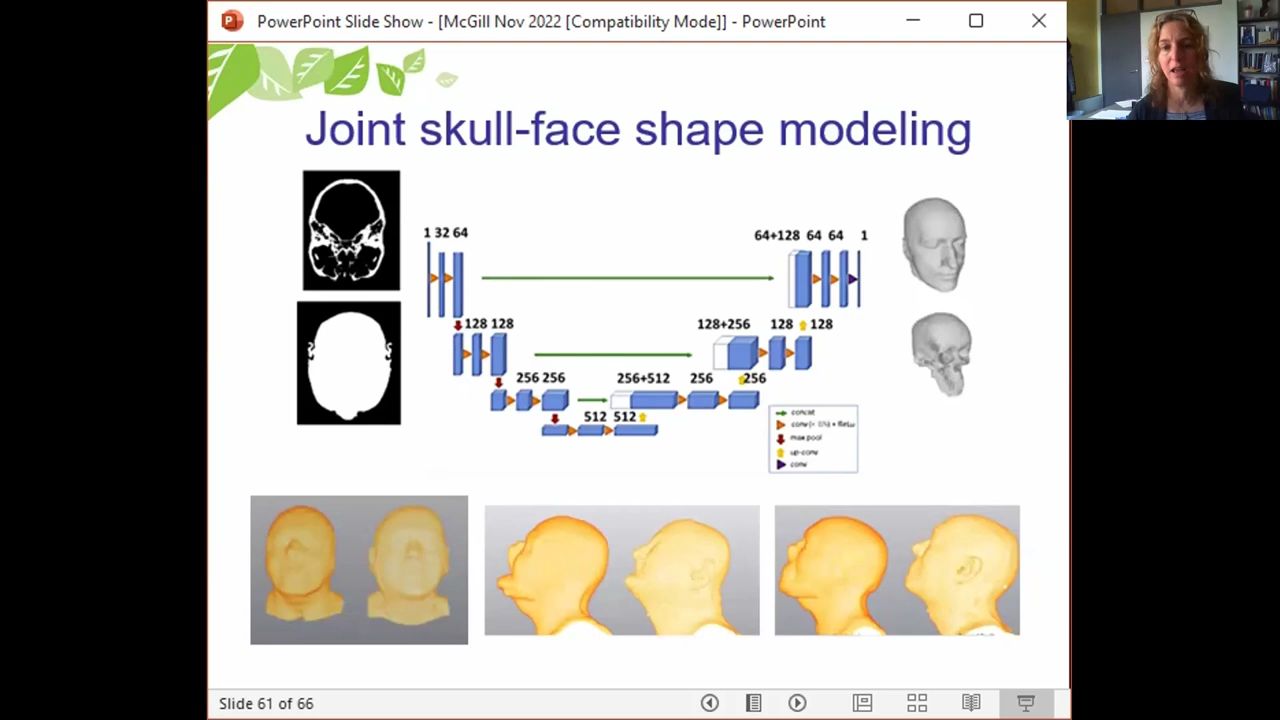 PowerPoint Slide Show - [McGill Nov 2022 [Compatibility Mode]] - PowerPoint
Joint skull-face shape modeling
1 32 64
64+128 64 64 1
128 128
128+256 128 128
256 256
256+512 256 256
512 512
concat
max pool
up-conv
conv
Slide 61 of 66